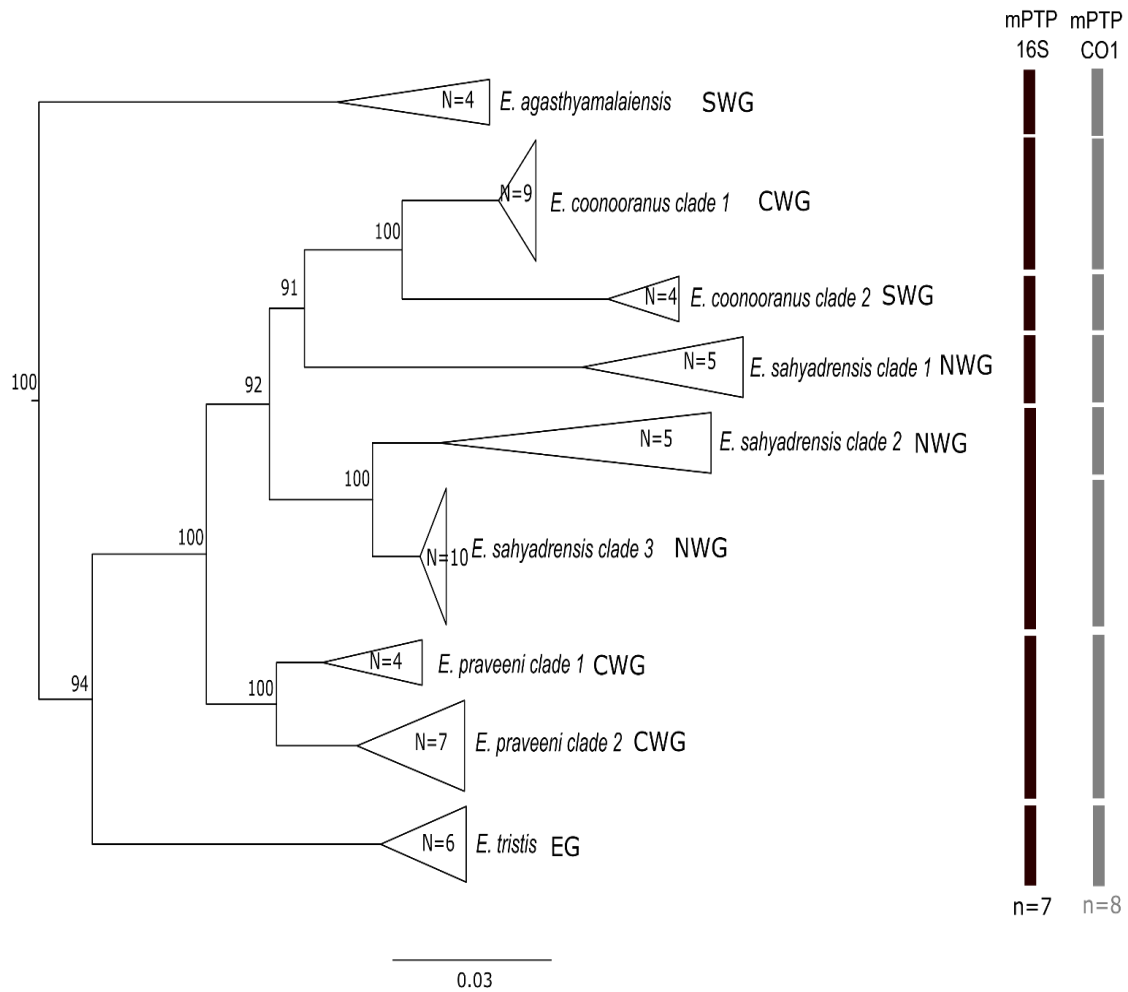 mPTP mPTP
16S CO1
N=4 E. agasthyamalaiensis SWG
N=9 E. coonooranus clade 1 CWG
100
91
N=4 E. coonooranus clade 2 SWG
N=5 E. sahyadrensis clade 1 NWG
100
92
N=5 E. sahyadrensis clade 2 NWG
100
100
N=10 E. sahyadrensis clade 3 NWG
N=4 E. praveeni clade 1 CWG
94
100
N=7 E. praveeni clade 2 CWG
N=6 E. tristis EG
n=7 n=8
0.03